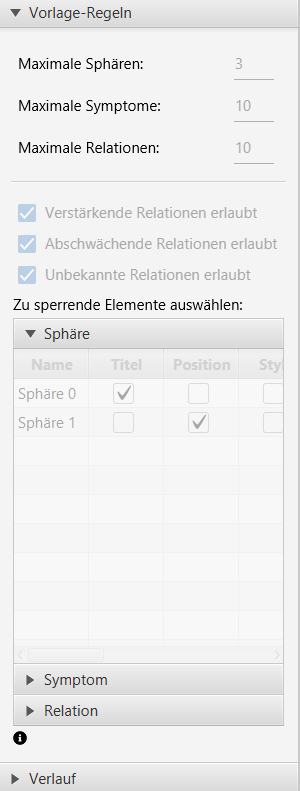 Vorlage-Regeln
Maximale Sphären: 3
Maximale Symptome: 10
Maximale Relationen: 10
Verstärkende Relationen erlaubt
Abschwächende Relationen erlaubt
Unbekannte Relationen erlaubt
Zu sperrende Elemente auswählen:
Sphäre
Name Titel Position Styl
Sphäre 0
Sphäre 1
Symptom
Relation
Verlauf